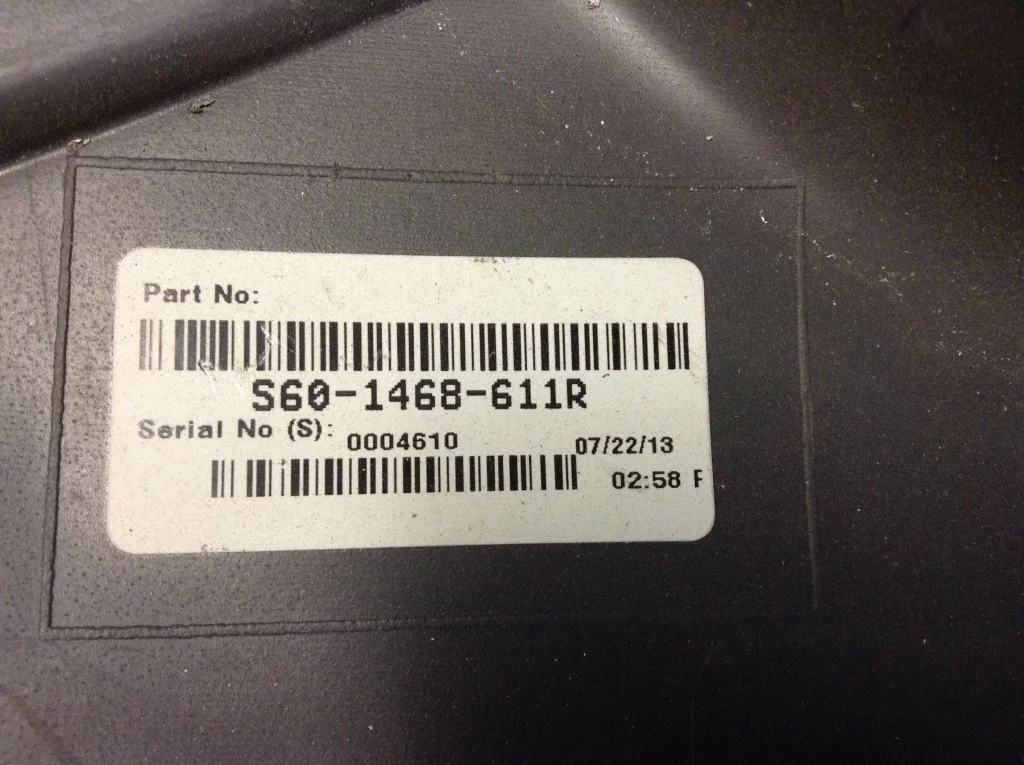 Part No:
S60-1468-611R
Serial No (S): 0004610 07/22/13
02:58 F